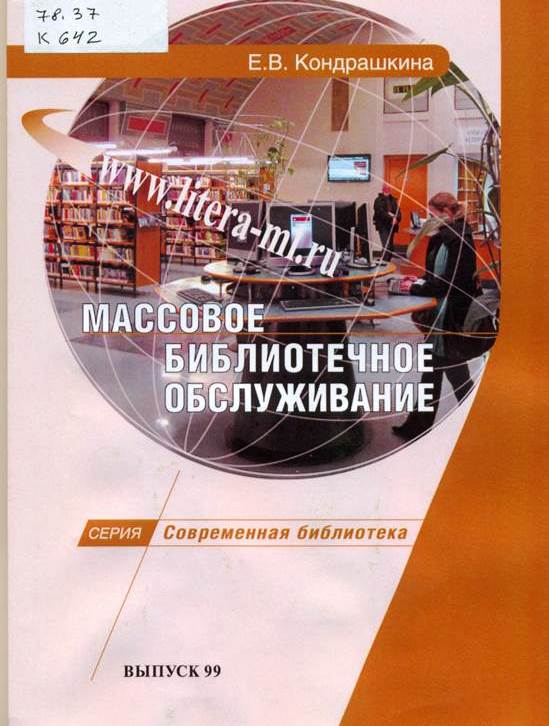 78.37
К 642
Е.В. Кондрашкина
www.litera-ml.ru
МАССОВОЕ
БИБЛИОТЕЧНОЕ
ОБСЛУЖИВАНИЕ
СЕРИЯ Современная библиотека
ВЫПУСК 99